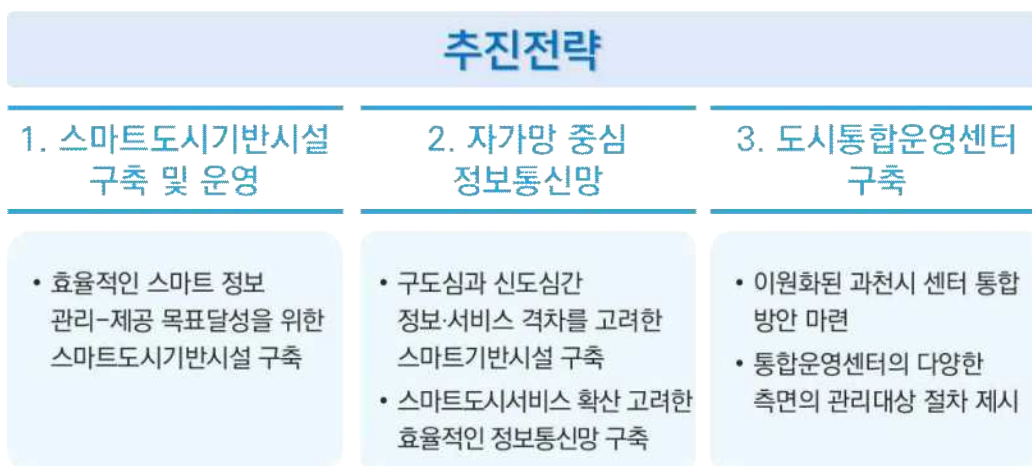 추진전략
1. 스마트도시기반시설
구축 및 운영
2. 자가망 중심
정보통신망
3. 도시통합운영센터
구축
• 효율적인 스마트 정보
관리-제공 목표달성을 위한
스마트도시기반시설 구축
• 구도심과 신도심간
정보·서비스 격차를 고려한
스마트기반시설 구축
• 스마트도시서비스 확산 고려한
효율적인 정보통신망 구축
• 이원화된 과천시 센터 통합
방안 마련
• 통합운영센터의 다양한
측면의 관리대상 절차 제시